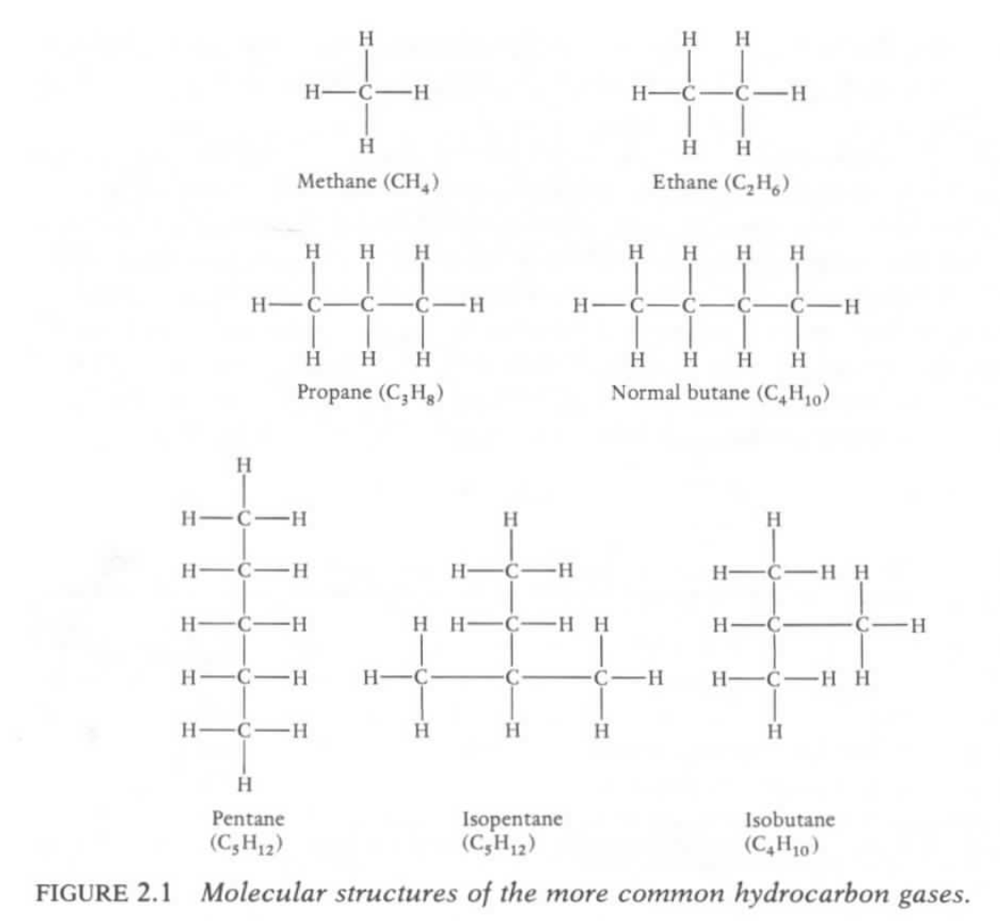 H
H—C—H
H
Methane (CH₄)
H H
H—C—C—H
H H
Ethane (C₂H₆)
H H H
H—C—C—C—H
H H H
Propane (C₃H₈)
H H H H
H—C—C—C—C—H
H H H H
Normal butane (C₄H₁₀)
H
H—C—H
H—C—H
H—C—H
H—C—H
H—C—H
H
Pentane
(C₅H₁₂)
H
H—C—H
H H—C—H H
H—C—C—C—H
H H H
Isopentane
(C₅H₁₂)
H
H—C—H H
H—C—C—H
H—C—H H
H
Isobutane
(C₄H₁₀)
FIGURE 2.1 Molecular structures of the more common hydrocarbon gases.